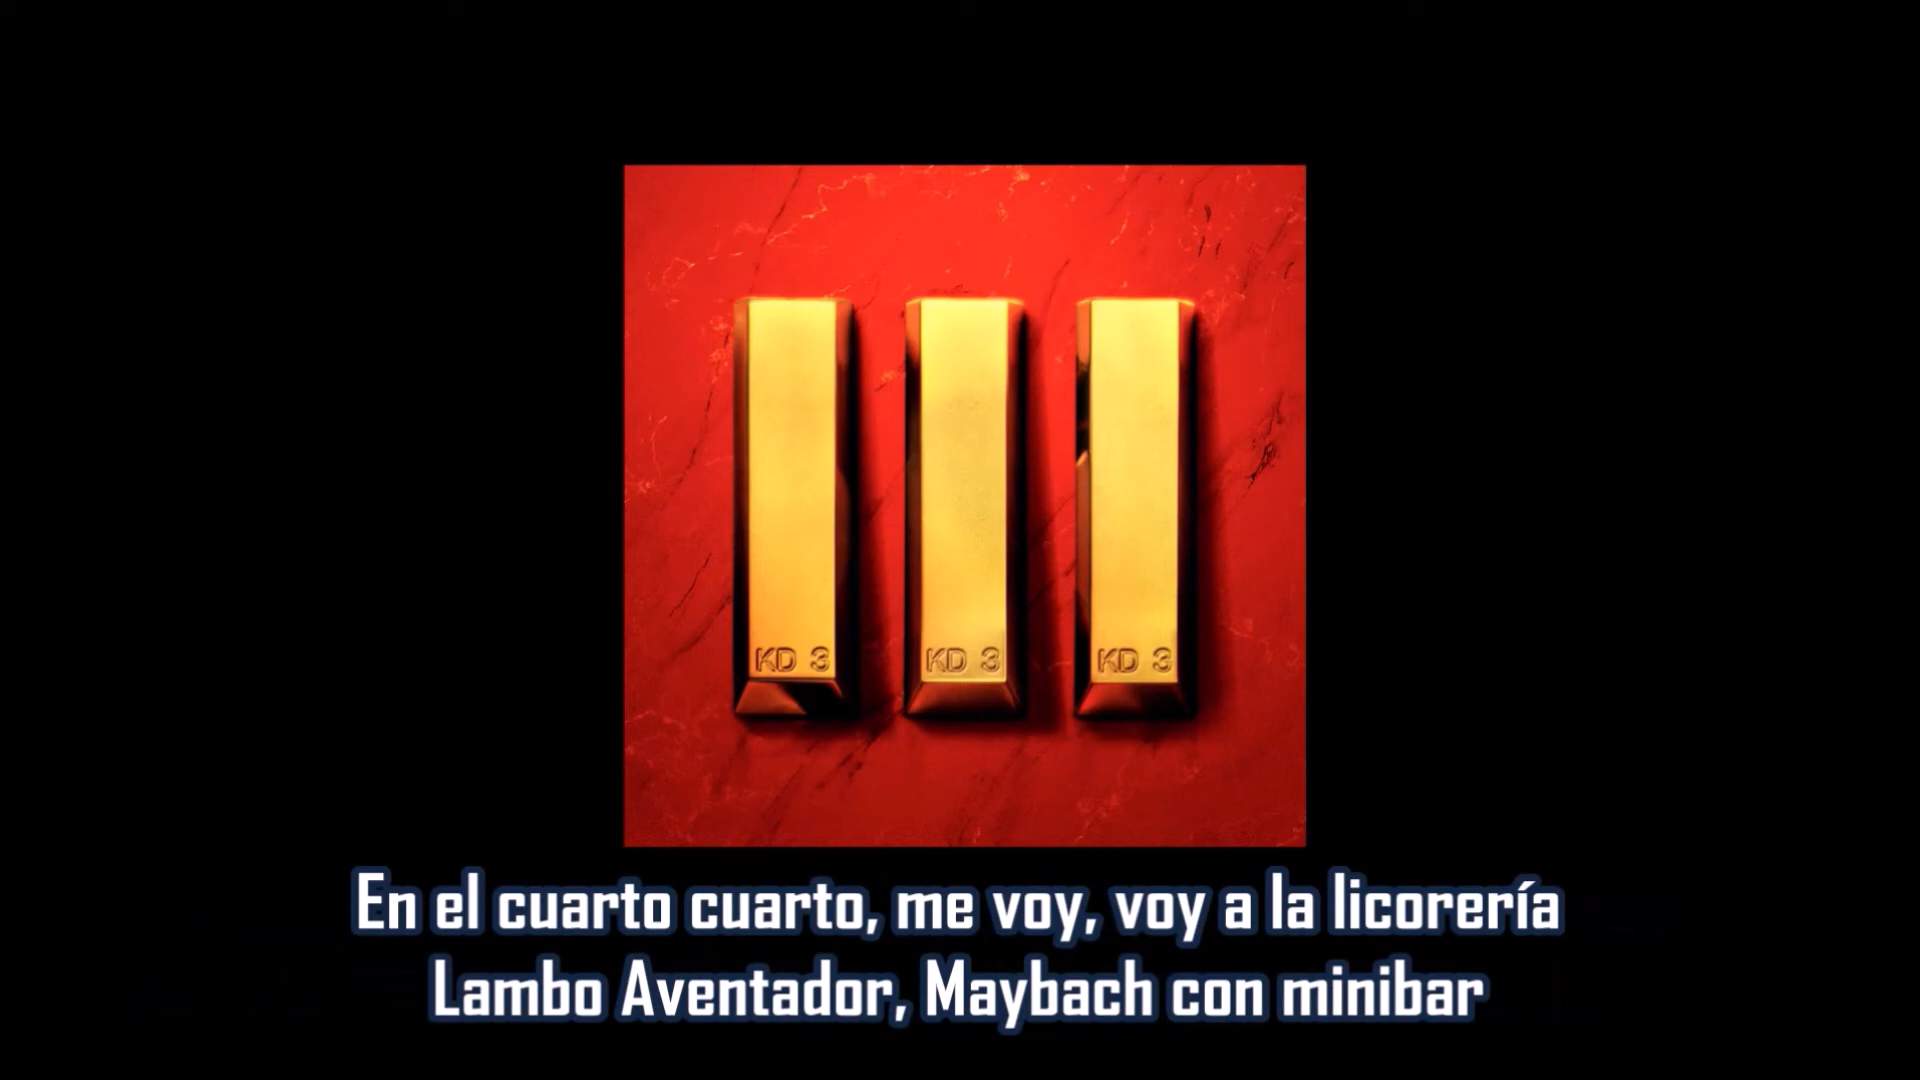 KD 3 KD 3 KD 3
En el cuarto cuarto, me voy, voy a la licorería
Lambo Aventador, Maybach con minibar